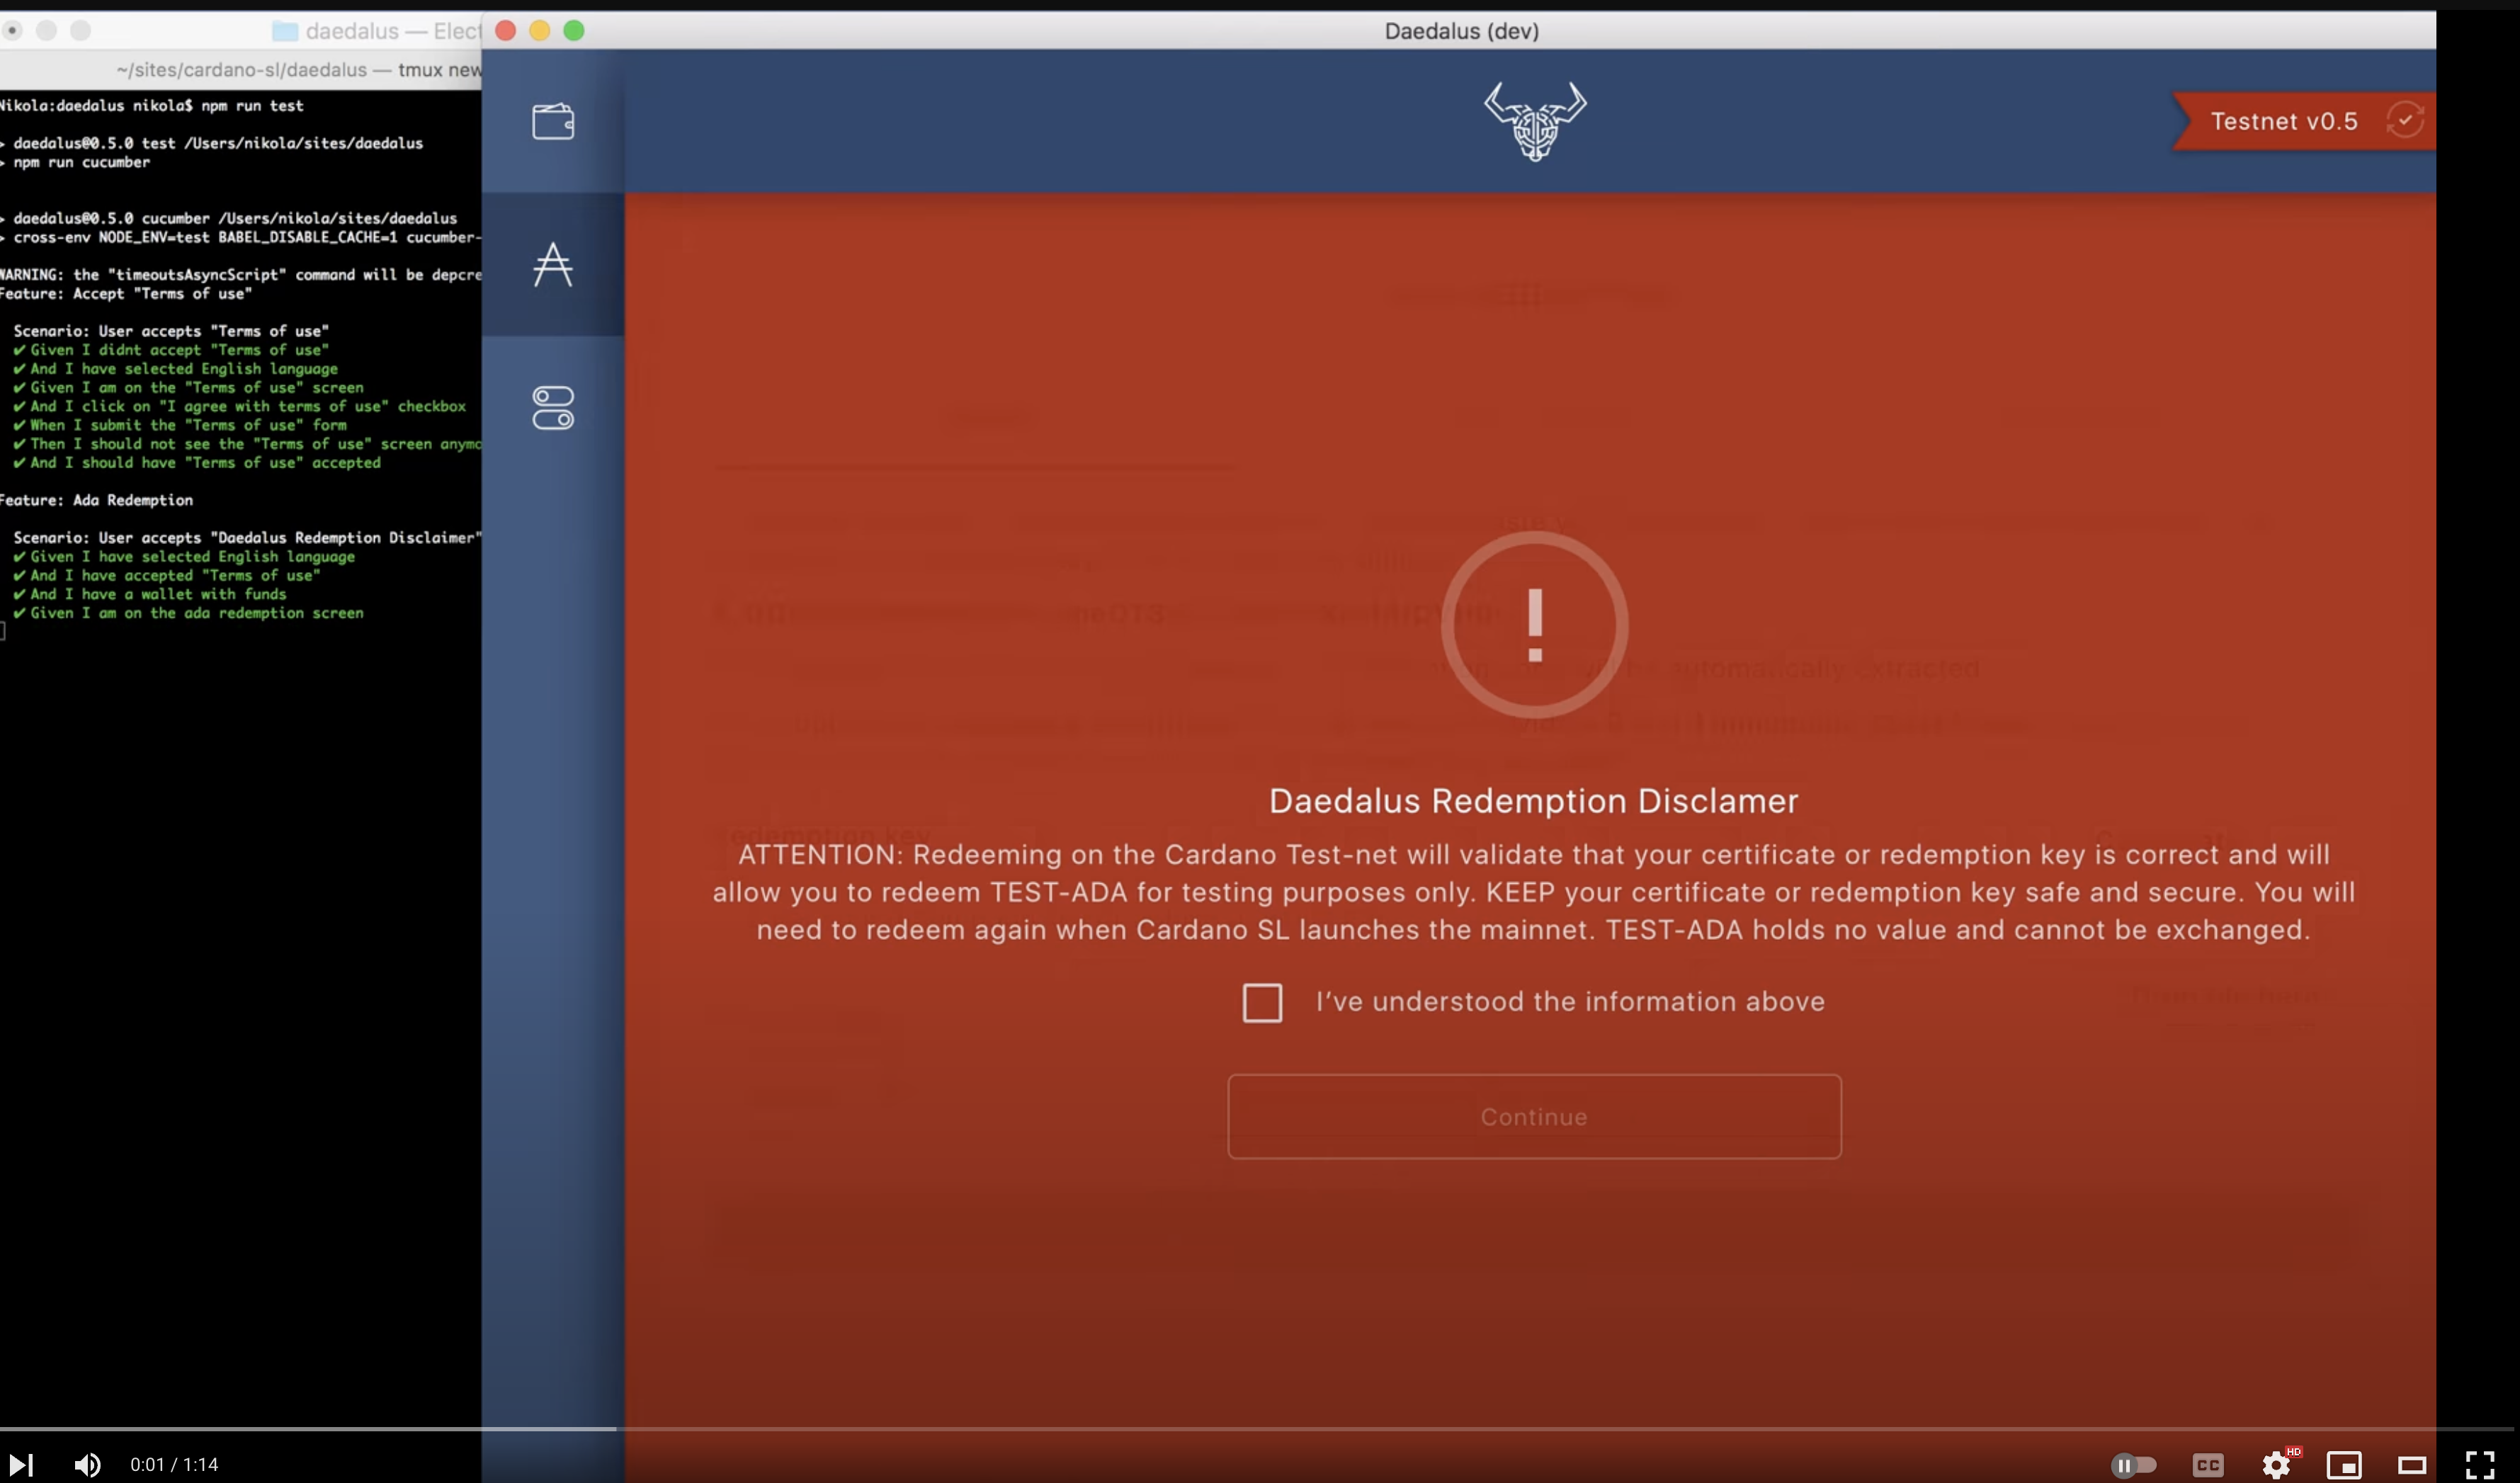 daedalus — Elect
Daedalus (dev)
~/sites/cardano-sl/daedalus — tmux new
Nikola:daedalus nikola$ npm run test
> daedalus@0.5.0 test /Users/nikola/sites/daedalus
> npm run cucumber
> daedalus@0.5.0 cucumber /Users/nikola/sites/daedalus
> cross-env NODE_ENV=test BABEL_DISABLE_CACHE=1 cucumber-
WARNING: the "timeoutsAsyncScript" command will be depcre
Feature: Accept "Terms of use"
Scenario: User accepts "Terms of use"
✔ Given I didnt accept "Terms of use"
✔ And I have selected English language
✔ Given I am on the "Terms of use" screen
✔ And I click on "I agree with terms of use" checkbox
✔ When I submit the "Terms of use" form
✔ Then I should not see the "Terms of use" screen anymo
✔ And I should have "Terms of use" accepted
Feature: Ada Redemption
Scenario: User accepts "Daedalus Redemption Disclaimer"
✔ Given I have selected English language
✔ And I have accepted "Terms of use"
✔ And I have a wallet with funds
✔ Given I am on the ada redemption screen
Testnet v0.5
!
automatically extracted
Daedalus Redemption Disclamer
ATTENTION: Redeeming on the Cardano Test-net will validate that your certificate or redemption key is correct and will
allow you to redeem TEST-ADA for testing purposes only. KEEP your certificate or redemption key safe and secure. You will
need to redeem again when Cardano SL launches the mainnet. TEST-ADA holds no value and cannot be exchanged.
I've understood the information above
Continue
0:01 / 1:14
CC
HD